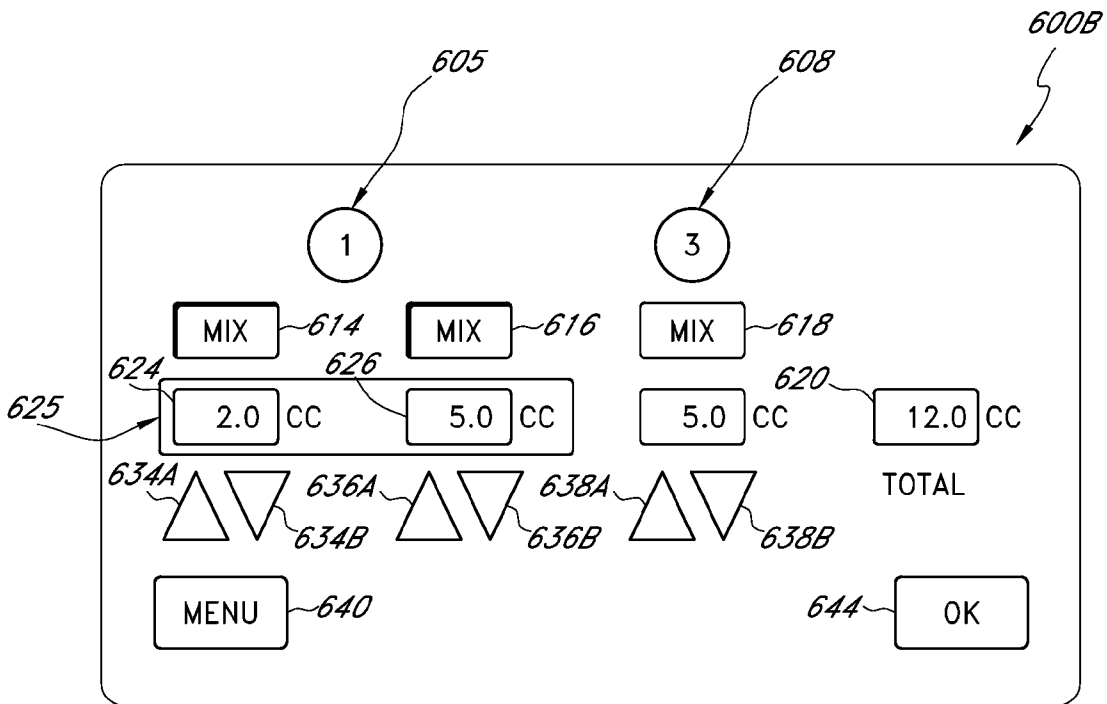 600B
605 608
1 3
MIX 614 MIX 616 MIX 618
624 626 620
625 2.0 CC 5.0 CC 5.0 CC 12.0 CC
634A 636A 638A TOTAL
634B 636B 638B
MENU 640 644 OK